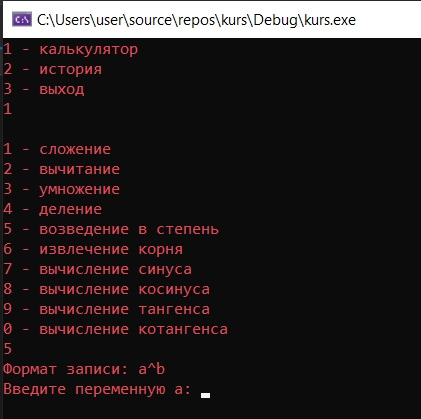 C:\Users\user\source\repos\kurs\Debug\kurs.exe
1 - калькулятор
2 - история
3 - выход
1
1 - сложение
2 - вычитание
3 - умножение
4 - деление
5 - возведение в степень
6 - извлечение корня
7 - вычисление синуса
8 - вычисление косинуса
9 - вычисление тангенса
0 - вычисление котангенса
5
Формат записи: a^b
Введите переменную a: